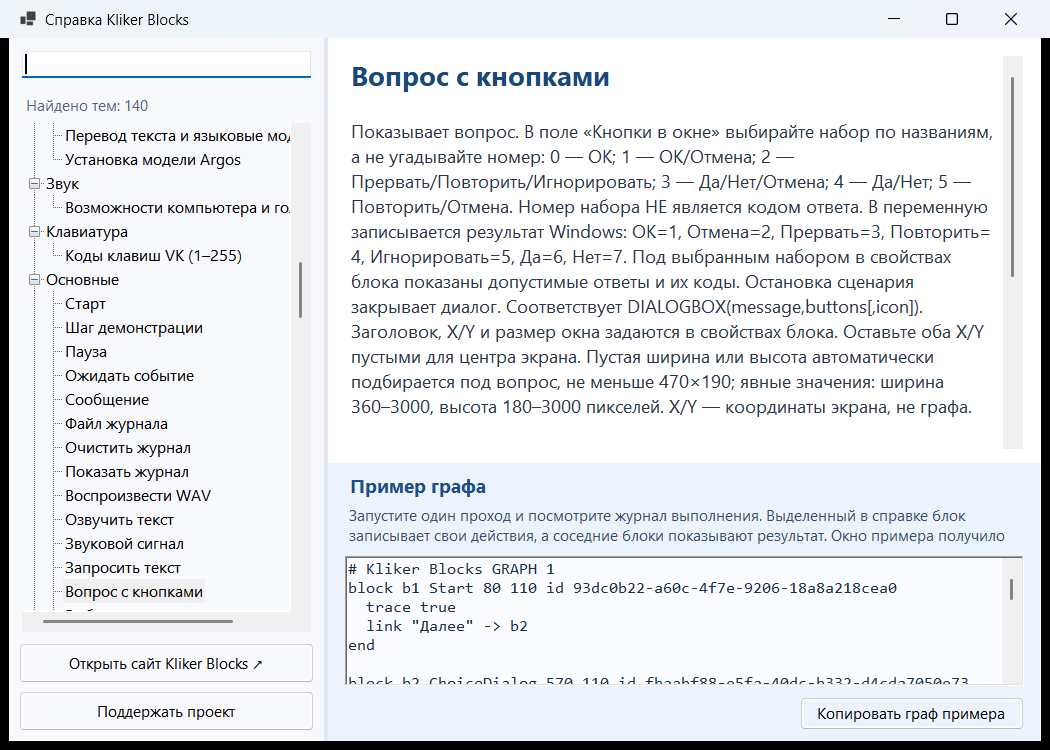 Справка Kliker Blocks
Найдено тем: 140
Перевод текста и языковые мод
Установка модели Argos
Звук
Возможности компьютера и го.
Клавиатура
Коды клавиш VK (1–255)
Основные
Старт
Шаг демонстрации
Пауза
Ожидать событие
Сообщение
Файл журнала
Очистить журнал
Показать журнал
Воспроизвести WAV
Озвучить текст
Звуковой сигнал
Запросить текст
Вопрос с кнопками
Открыть сайт Kliker Blocks ↗
Поддержать проект
Вопрос с кнопками
Показывает вопрос. В поле «Кнопки в окне» выбирайте набор по названиям,
а не угадывайте номер: 0 — ОК; 1 — ОК/Отмена; 2 —
Прервать/Повторить/Игнорировать; 3 — Да/Нет/Отмена; 4 — Да/Нет; 5 —
Повторить/Отмена. Номер набора НЕ является кодом ответа. В переменную
записывается результат Windows: ОК=1, Отмена=2, Прервать=3, Повторить=
4, Игнорировать=5, Да=6, Нет=7. Под выбранным набором в свойствах
блока показаны допустимые ответы и их коды. Остановка сценария
закрывает диалог. Соответствует DIALOGBOX(message,buttons[,icon]).
Заголовок, X/Y и размер окна задаются в свойствах блока. Оставьте оба X/Y
пустыми для центра экрана. Пустая ширина или высота автоматически
подбирается под вопрос, не меньше 470×190; явные значения: ширина
360–3000, высота 180–3000 пикселей. X/Y — координаты экрана, не графа.
Пример графа
Запустите один проход и посмотрите журнал выполнения. Выделенный в справке блок
записывает свои действия, а соседние блоки показывают результат. Окно примера получило
# Kliker Blocks GRAPH 1
block b1 Start 80 110 id 93dc0b22-a60c-4f7e-9206-18a8a218cea0
trace true
link "Далее" -> b2
end
block b2 ChoiceDialog 570 110 id
Копировать граф примера